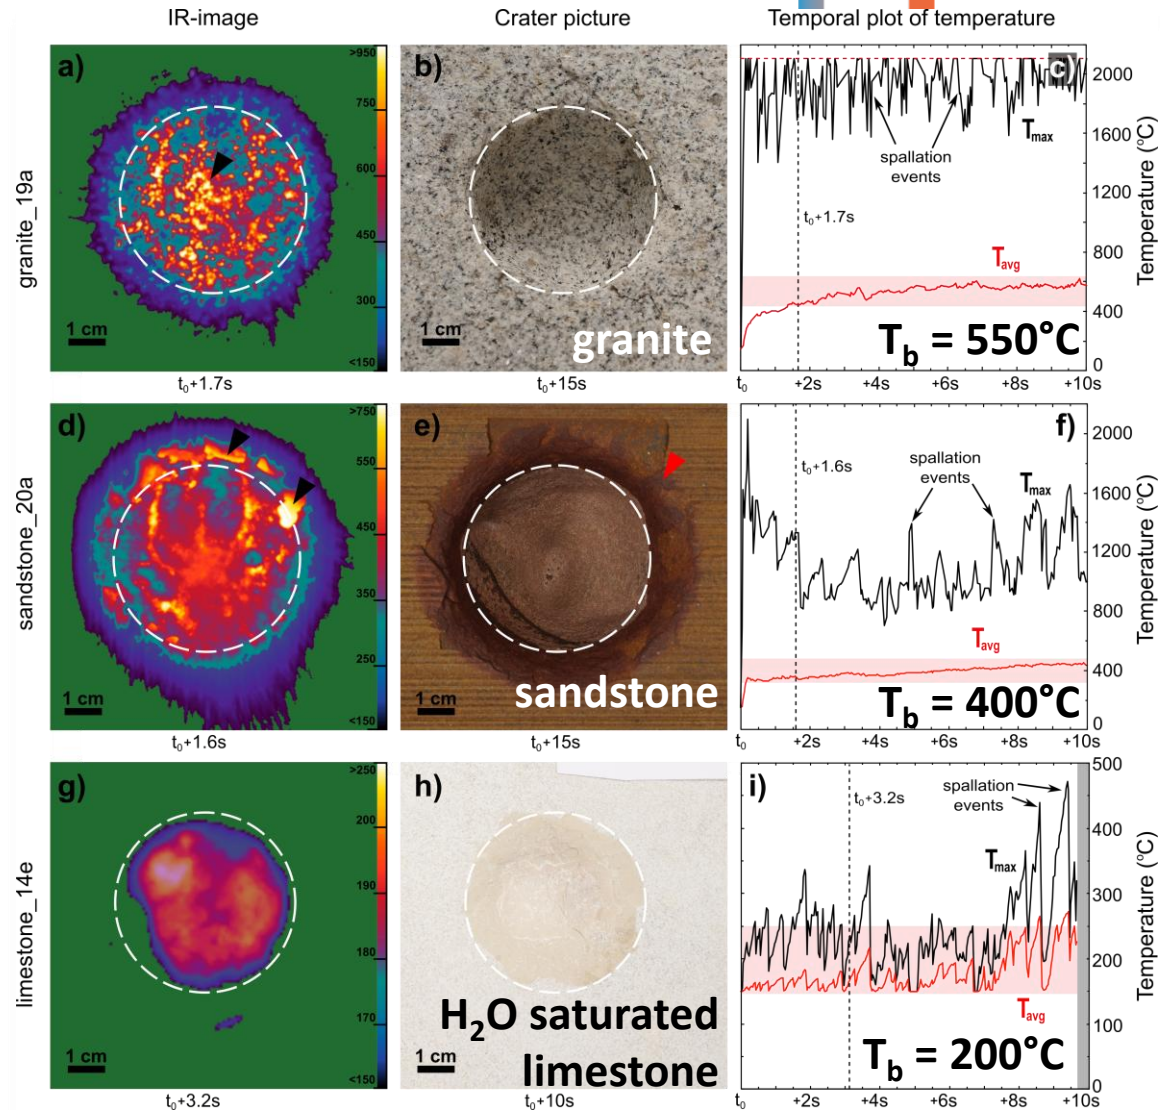 IR-image
Crater picture
Temporal plot of temperature
granite_19a
a)
>950
750
600
450
300
<150
1 cm
t₀+1.7s
b)
1 cm
granite
t₀+15s
c)
2000
1600
1200
800
400
0
Temperature (°C)
Tmax
spallation
events
t₀+1.7s
Tavg
Tb = 550°C
t₀
+2s
+4s
+6s
+8s
+10s
sandstone_20a
d)
>750
550
450
350
250
<150
1 cm
t₀+1.6s
e)
1 cm
sandstone
t₀+15s
f)
2000
1600
1200
800
400
0
Temperature (°C)
t₀+1.6s
spallation
events
Tmax
Tavg
Tb = 400°C
t₀
+2s
+4s
+6s
+8s
+10s
limestone_14e
g)
>250
200
190
180
170
<150
1 cm
t₀+3.2s
h)
1 cm
H₂O saturated
limestone
t₀+10s
i)
500
400
300
200
100
0
Temperature (°C)
t₀+3.2s
spallation
events
Tmax
Tavg
Tb = 200°C
t₀
+2s
+4s
+6s
+8s
+10s